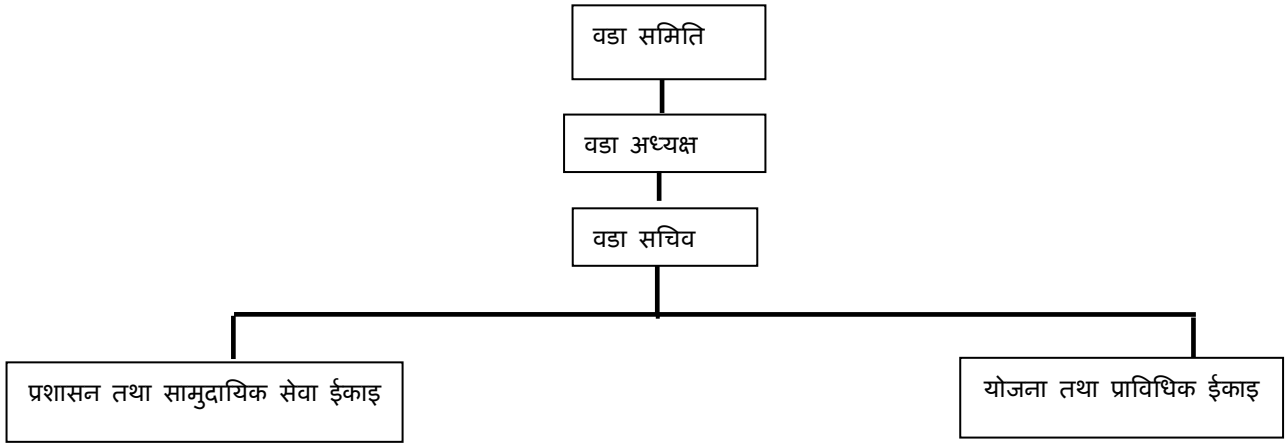 वडा समिति
वडा अध्यक्ष
वडा सचिव
प्रशासन तथा सामुदायिक सेवा ईकाइ
योजना तथा प्राविधिक ईकाइ